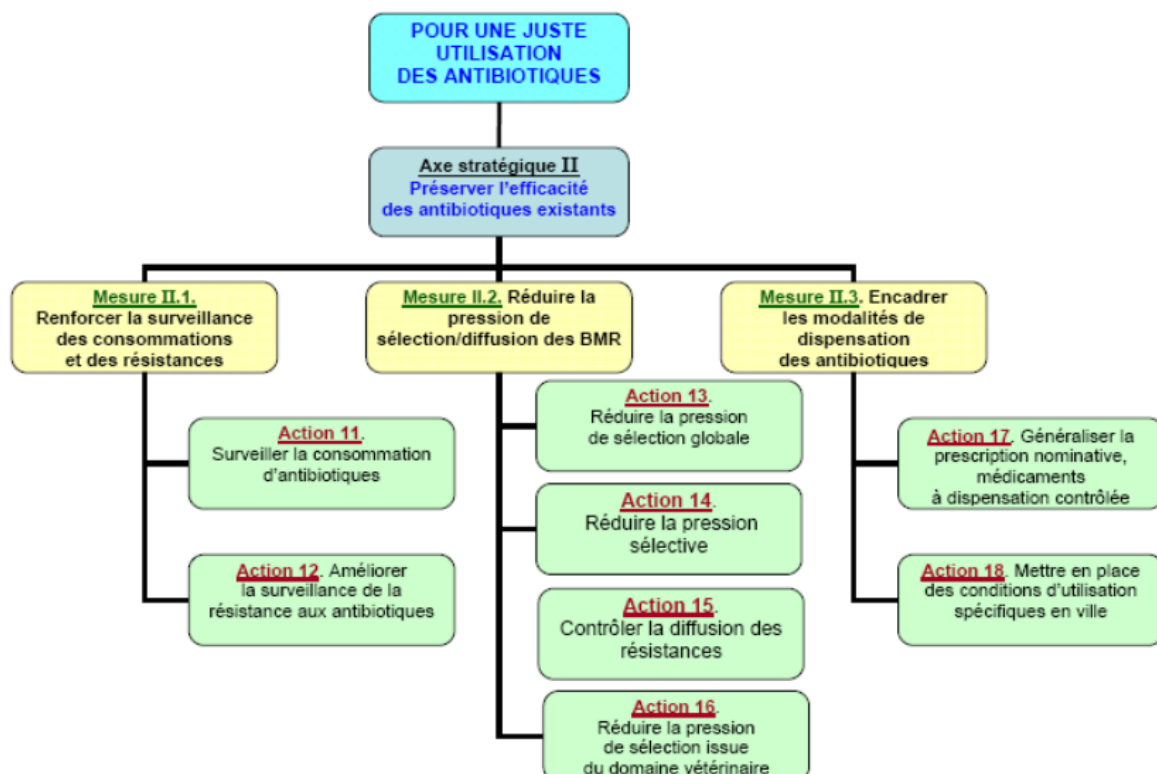 POUR UNE JUSTE
UTILISATION
DES ANTIBIOTIQUES
Axe stratégique II
Préserver l'efficacité
des antibiotiques existants
Mesure II.1.
Renforcer la surveillance
des consommations
et des résistances
Mesure II.2. Réduire la
pression de
sélection/diffusion des BMR
Mesure II.3. Encadrer
les modalités de
dispensation
des antibiotiques
Action 11.
Surveiller la consommation
d'antibiotiques
Action 12. Améliorer
la surveillance de la
résistance aux antibiotiques
Action 13.
Réduire la pression
de sélection globale
Action 14.
Réduire la pression
sélective
Action 15.
Contrôler la diffusion des
résistances
Action 16.
Réduire la pression
de sélection issue
du domaine vétérinaire
Action 17. Généraliser la
prescription nominative,
médicaments
à dispensation contrôlée
Action 18. Mettre en place
des conditions d'utilisation
spécifiques en ville